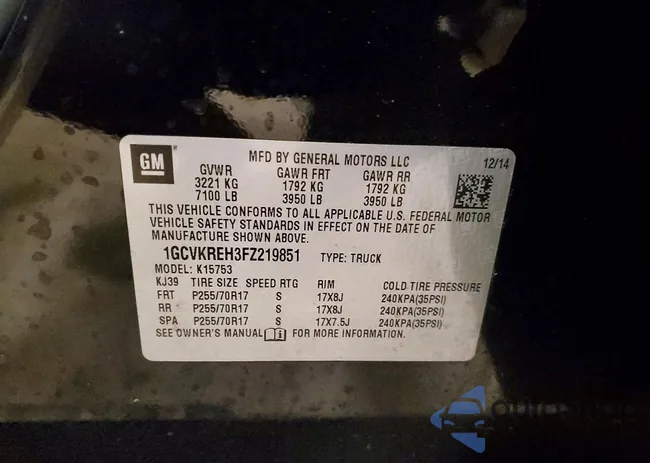 GM
MFD BY GENERAL MOTORS LLC
12/14
GVWR GAWR FRT GAWR RR
3221 KG 1792 KG 1792 KG
7100 LB 3950 LB 3950 LB
THIS VEHICLE CONFORMS TO ALL APPLICABLE U.S. FEDERAL MOTOR
VEHICLE SAFETY STANDARDS IN EFFECT ON THE DATE OF
MANUFACTURE SHOWN ABOVE.
1GCVKREH3FZ219851 TYPE: TRUCK
MODEL: K15753
KJ39 TIRE SIZE SPEED RTG RIM COLD TIRE PRESSURE
FRT P255/70R17 S 17X8J 240KPA(35PSI)
RR P255/70R17 S 17X8J 240KPA(35PSI)
SPA P255/70R17 S 17X7.5J 240KPA(35PSI)
SEE OWNER'S MANUAL FOR MORE INFORMATION.